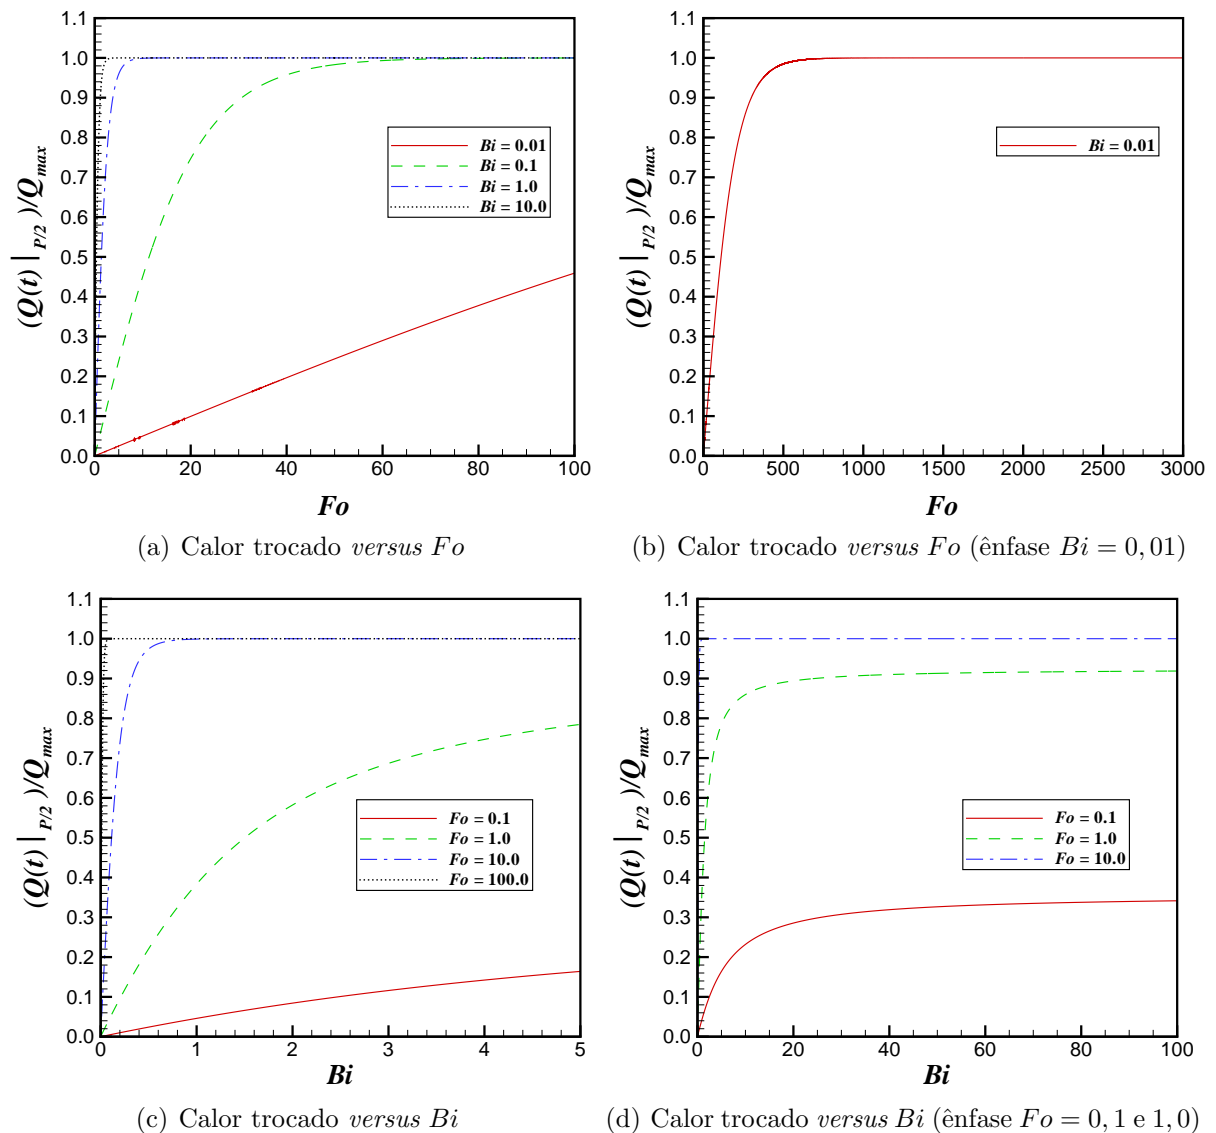 (Q(t)|P/2)/Qmax
1.1
1.0
0.9
0.8
0.7
0.6
0.5
0.4
0.3
0.2
0.1
0.0
Bi = 0.01
Bi = 0.1
Bi = 1.0
Bi = 10.0
0 20 40 60 80 100
Fo
(a) Calor trocado versus Fo
(Q(t)|P/2)/Qmax
1.1
1.0
0.9
0.8
0.7
0.6
0.5
0.4
0.3
0.2
0.1
0.0
Bi = 0.01
0 500 1000 1500 2000 2500 3000
Fo
(b) Calor trocado versus Fo (ênfase Bi = 0, 01)
(Q(t)|P/2)/Qmax
1.1
1.0
0.9
0.8
0.7
0.6
0.5
0.4
0.3
0.2
0.1
0.0
Fo = 0.1
Fo = 1.0
Fo = 10.0
Fo = 100.0
0 1 2 3 4 5
Bi
(c) Calor trocado versus Bi
(Q(t)|P/2)/Qmax
1.1
1.0
0.9
0.8
0.7
0.6
0.5
0.4
0.3
0.2
0.1
0.0
Fo = 0.1
Fo = 1.0
Fo = 10.0
0 20 40 60 80 100
Bi
(d) Calor trocado versus Bi (ênfase Fo = 0, 1 e 1, 0)